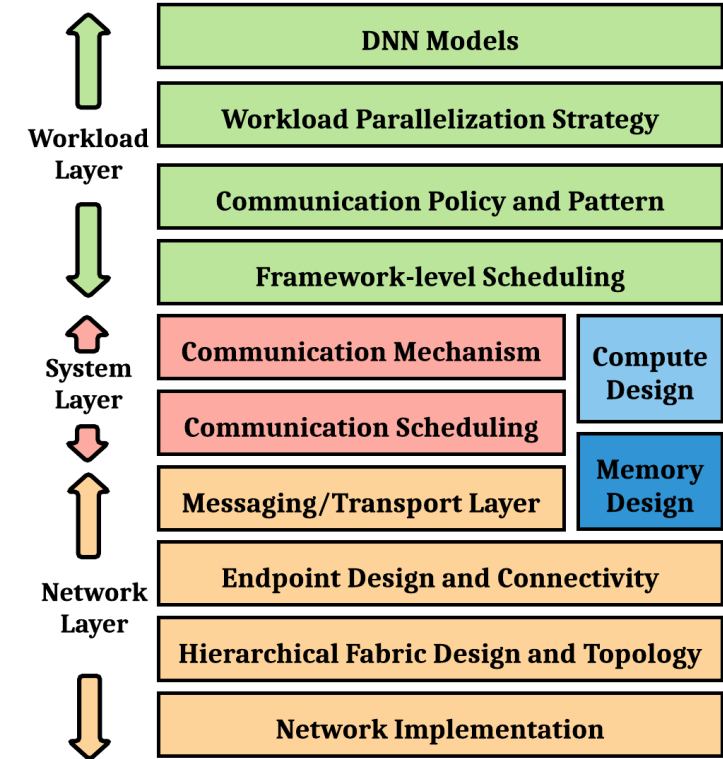 DNN Models
Workload Parallelization Strategy
Workload
Layer
Communication Policy and Pattern
Framework-level Scheduling
Communication Mechanism
Compute
Design
System
Layer
Communication Scheduling
Memory
Design
Messaging/Transport Layer
Endpoint Design and Connectivity
Network
Layer
Hierarchical Fabric Design and Topology
Network Implementation